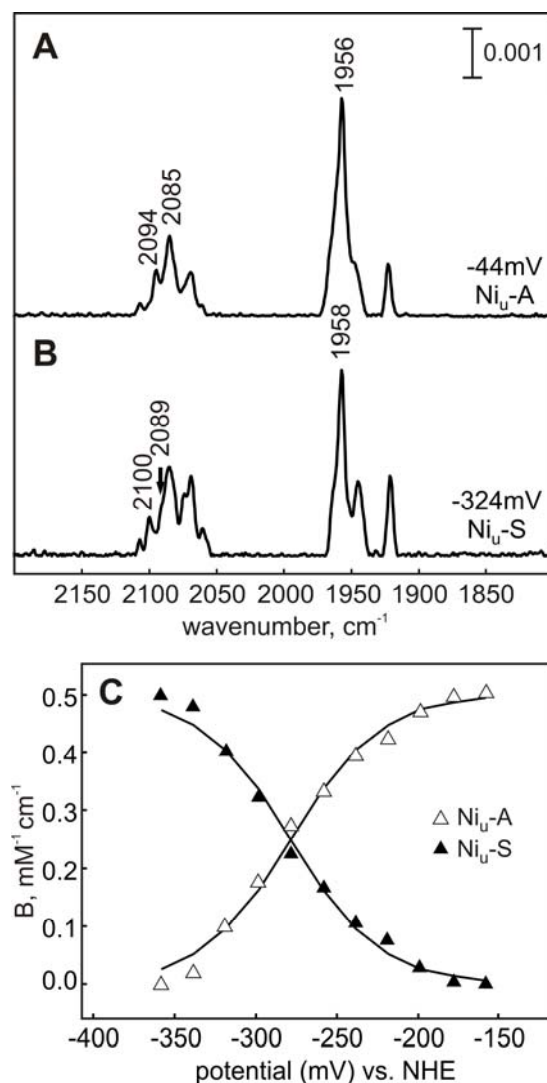 A
0.001
1956
2094
2085
-44mV
Niu-A
B
1958
2100
2089
-324mV
Niu-S
2150 2100 2050 2000 1950 1900 1850
wavenumber, cm-1
C
0.5
0.4
0.3
0.2
0.1
0.0
B, mM-1 cm-1
△ Niu-A
▲ Niu-S
-400 -350 -300 -250 -200 -150
potential (mV) vs. NHE